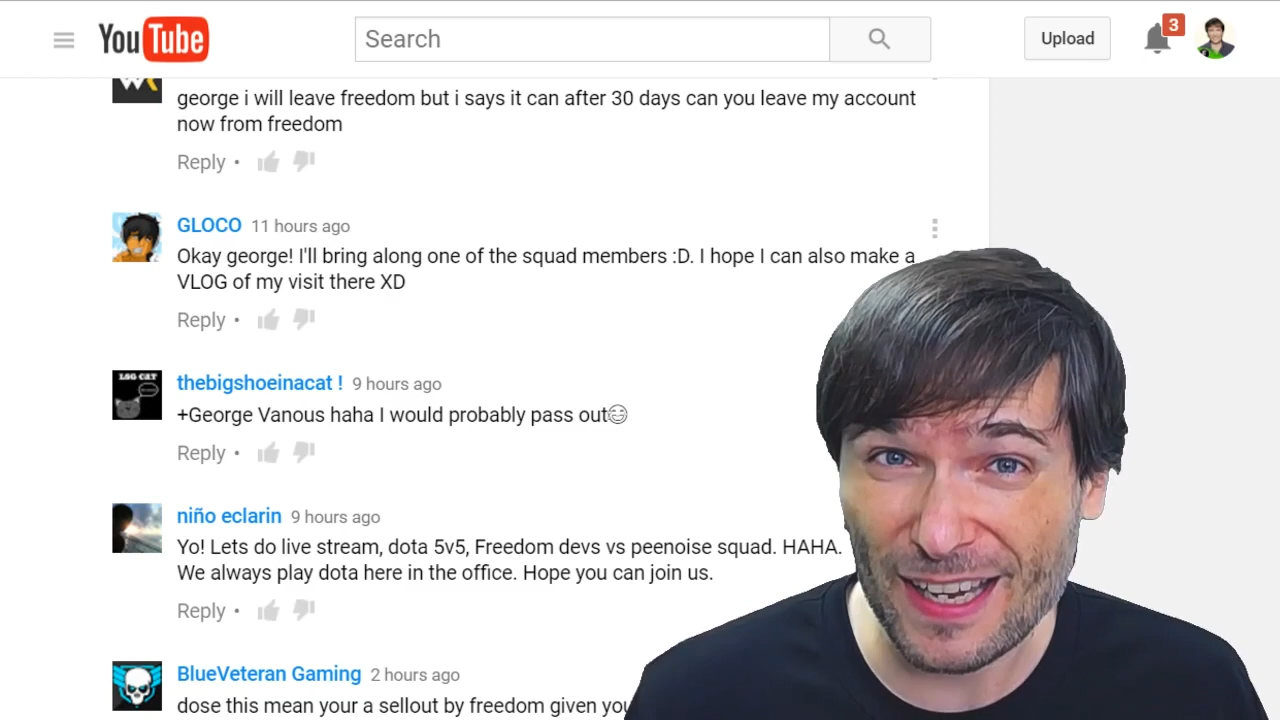 YouTube
Search
Upload
3
george i will leave freedom but i says it can after 30 days can you leave my account
now from freedom
Reply •
GLOCO 11 hours ago
Okay george! I'll bring along one of the squad members :D. I hope I can also make a
VLOG of my visit there XD
Reply •
LSG CAT
thebigshoeinacat ! 9 hours ago
+George Vanous haha I would probably pass out😂
Reply •
niño eclarin 9 hours ago
Yo! Lets do live stream, dota 5v5, Freedom devs vs peenoise squad. HAHA.
We always play dota here in the office. Hope you can join us.
Reply •
BlueVeteran Gaming 2 hours ago
dose this mean your a sellout by freedom given you